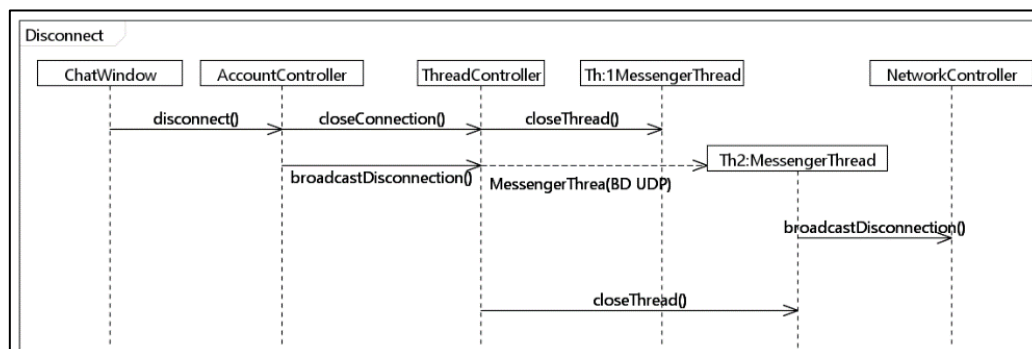 Disconnect
ChatWindow
AccountController
ThreadController
Th:1MessengerThread
NetworkController
disconnect()
closeConnection()
closeThread()
Th2:MessengerThread
broadcastDisconnection()
MessengerThrea(BD UDP)
broadcastDisconnection()
closeThread()